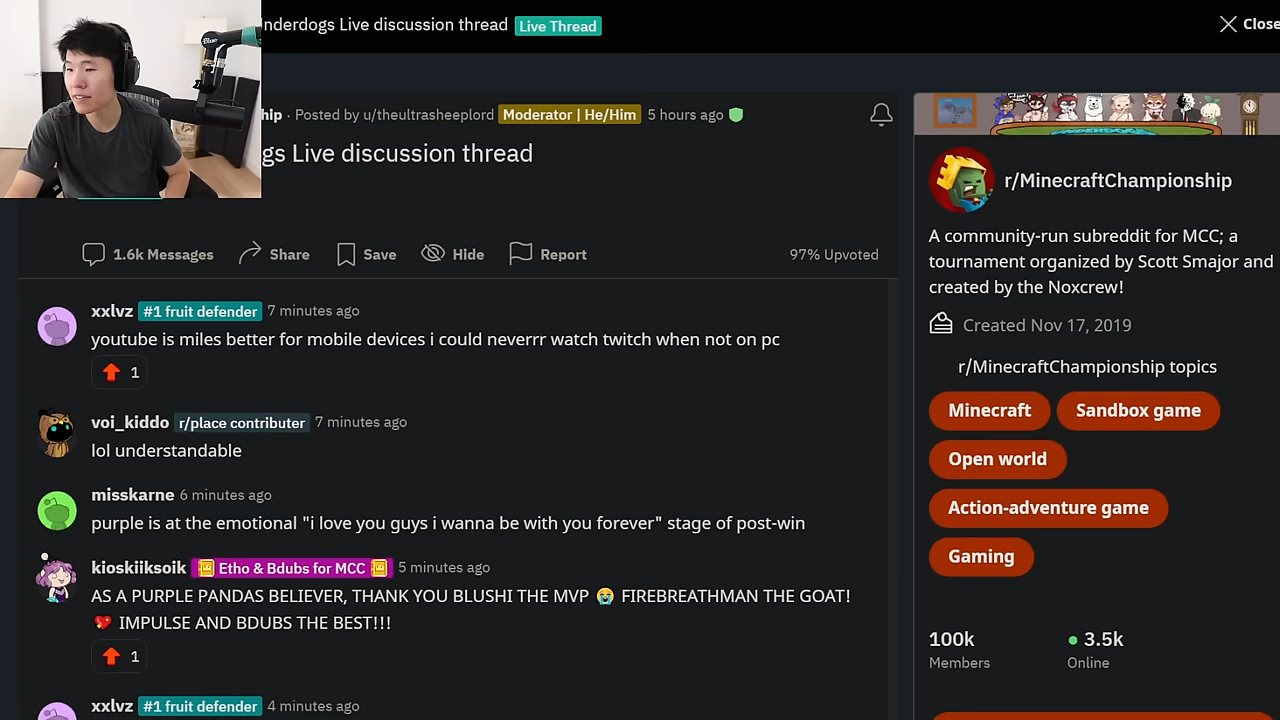 nderdogs Live discussion thread Live Thread
Close
hip · Posted by u/theultrasheeplord Moderator | He/Him 5 hours ago
gs Live discussion thread
1.6k Messages Share Save Hide Report 97% Upvoted
xxlvz #1 fruit defender 7 minutes ago
youtube is miles better for mobile devices i could neverrr watch twitch when not on pc
1
voi_kiddo r/place contributer 7 minutes ago
lol understandable
misskarne 6 minutes ago
purple is at the emotional "i love you guys i wanna be with you forever" stage of post-win
kioskiiksoik Etho & Bdubs for MCC 5 minutes ago
AS A PURPLE PANDAS BELIEVER, THANK YOU BLUSHI THE MVP 😭 FIREBREATHMAN THE GOAT!
💖 IMPULSE AND BDUBS THE BEST!!!
1
xxlvz #1 fruit defender 4 minutes ago
r/MinecraftChampionship
A community-run subreddit for MCC; a
tournament organized by Scott Smajor and
created by the Noxcrew!
Created Nov 17, 2019
r/MinecraftChampionship topics
Minecraft Sandbox game
Open world
Action-adventure game
Gaming
100k 3.5k
Members Online